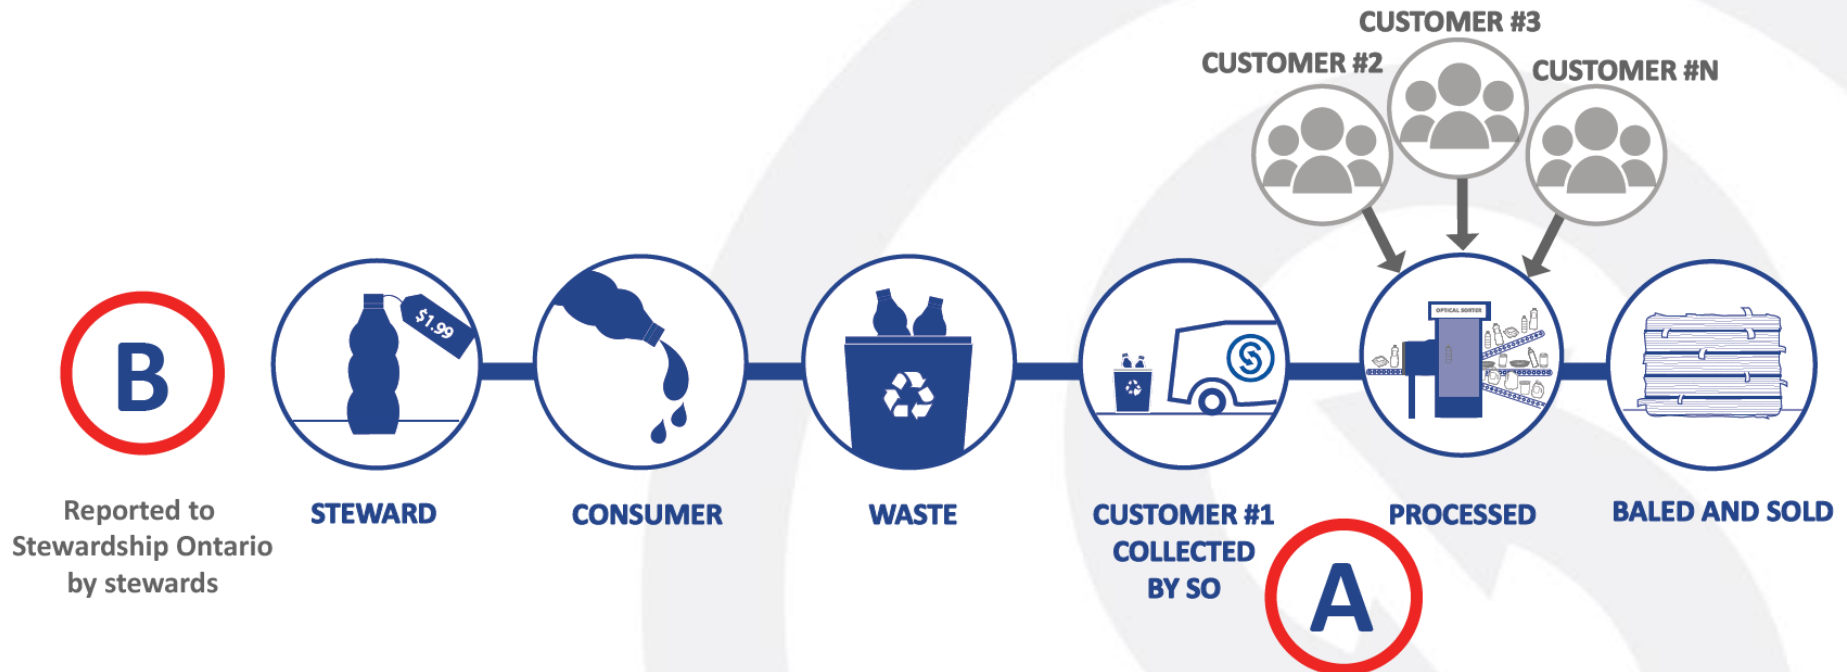 CUSTOMER #3
CUSTOMER #2
CUSTOMER #N
$1.99
OPTICAL SORTER
B
Reported to
Stewardship Ontario
by stewards
STEWARD
CONSUMER
WASTE
CUSTOMER #1
COLLECTED
BY SO
A
PROCESSED
BALED AND SOLD